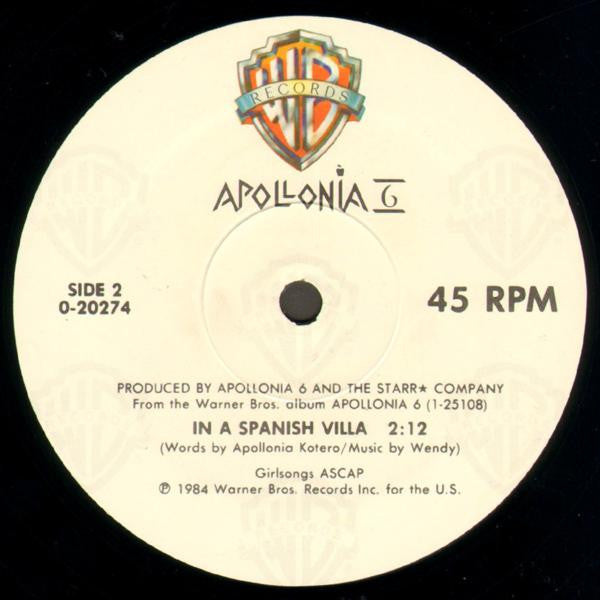 WB
RECORDS
APOLLONIA 6
SIDE 2
0-20274
45 RPM
PRODUCED BY APOLLONIA 6 AND THE STARR★ COMPANY
From the Warner Bros. album APOLLONIA 6 (1-25108)
IN A SPANISH VILLA 2:12
(Words by Apollonia Kotero/Music by Wendy)
Girlsongs ASCAP
℗ 1984 Warner Bros. Records Inc. for the U.S.